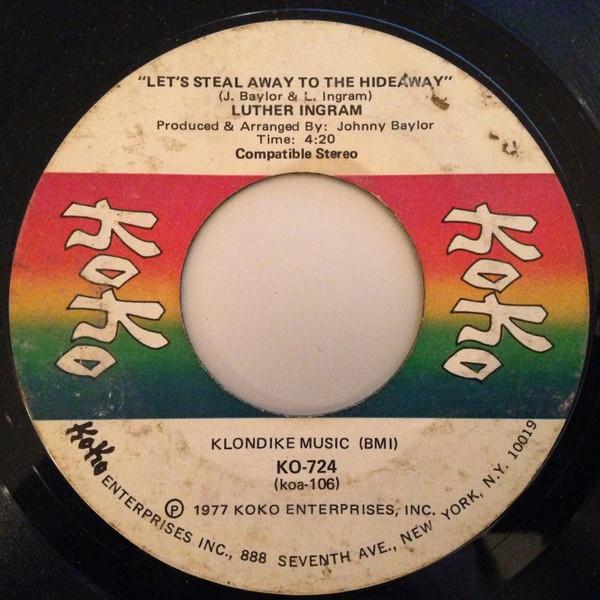 "LET'S STEAL AWAY TO THE HIDEAWAY"
(J. Baylor & L. Ingram)
LUTHER INGRAM
Produced & Arranged By: Johnny Baylor
Time: 4:20
Compatible Stereo
KOKO
KOKO
KLONDIKE MUSIC (BMI)
KO-724
(koa-106)
Ⓟ 1977 KOKO ENTERPRISES, INC.
KoKo ENTERPRISES INC., 888 SEVENTH AVE., NEW YORK, N.Y. 10019